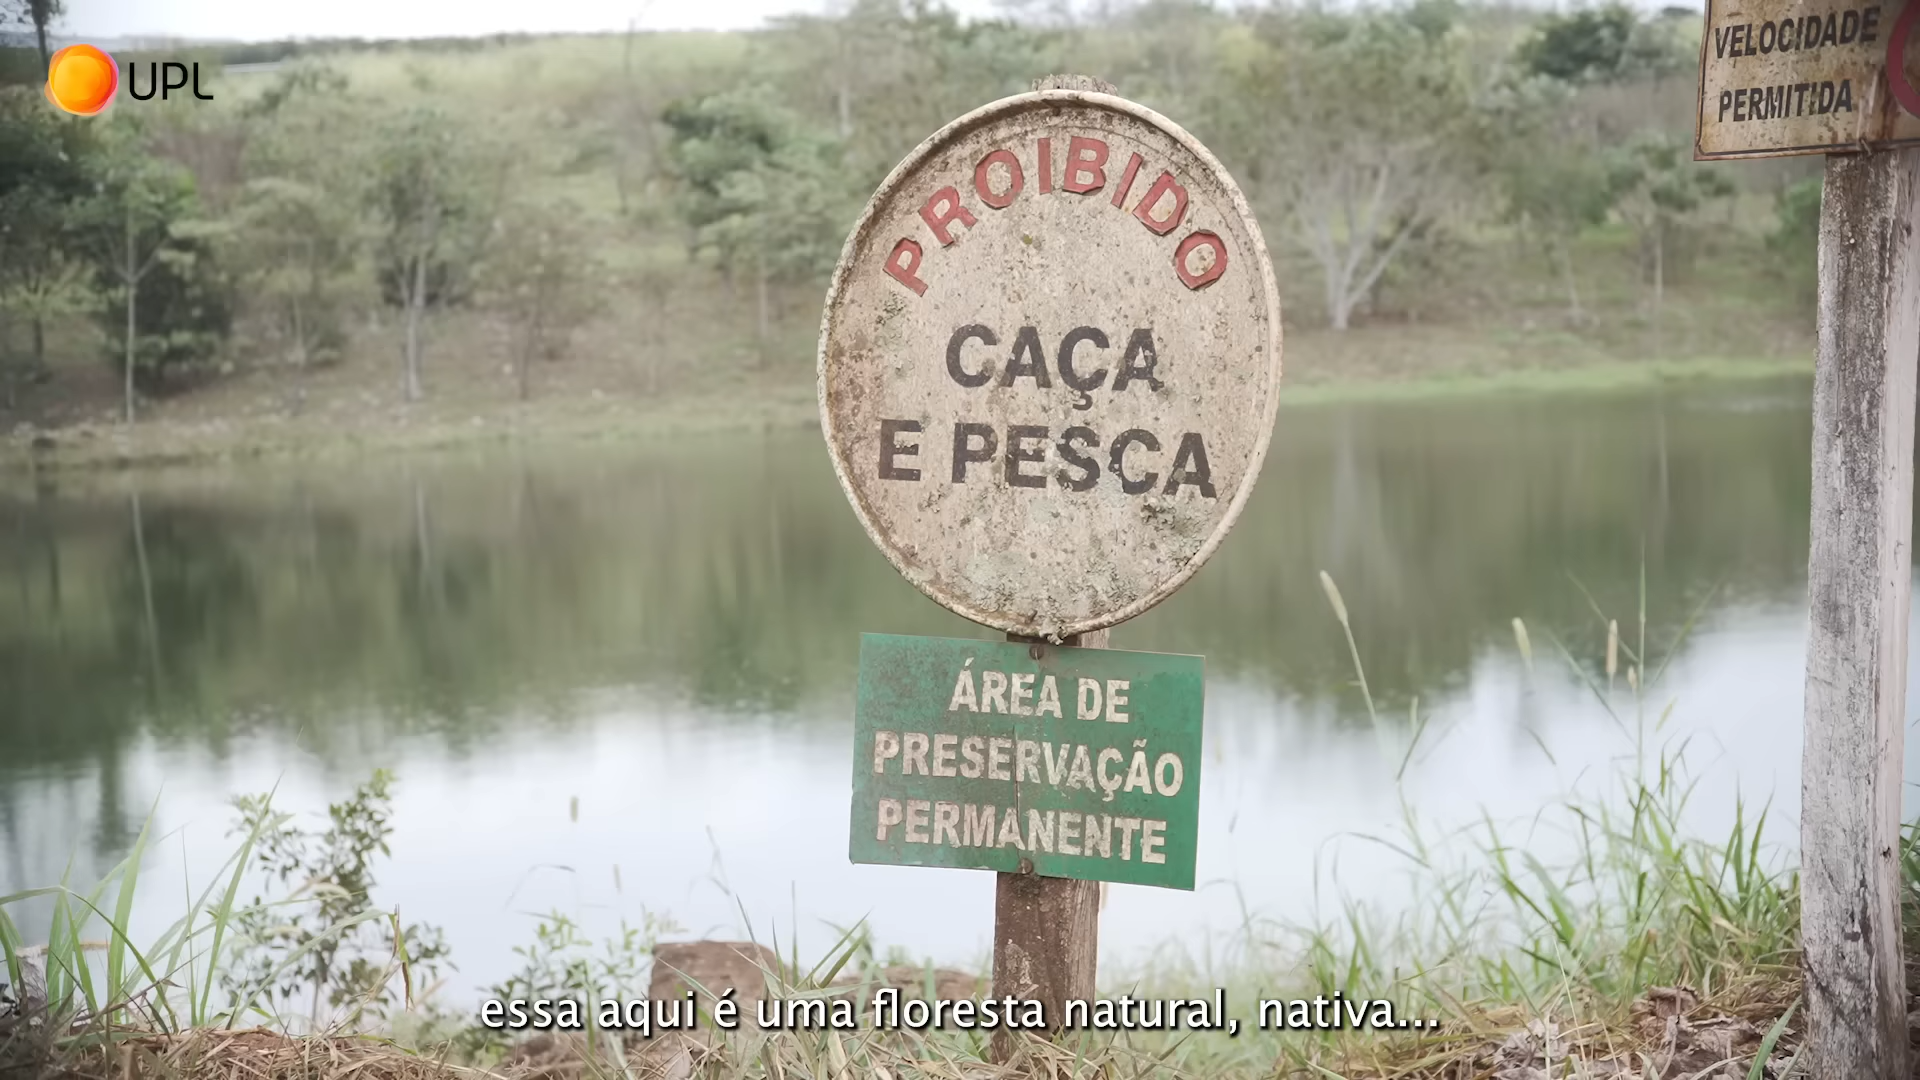 UPL
VELOCIDADE
PERMITIDA
PROIBIDO
CAÇA
E PESCA
ÁREA DE
PRESERVAÇÃO
PERMANENTE
essa aqui é uma floresta natural, nativa...